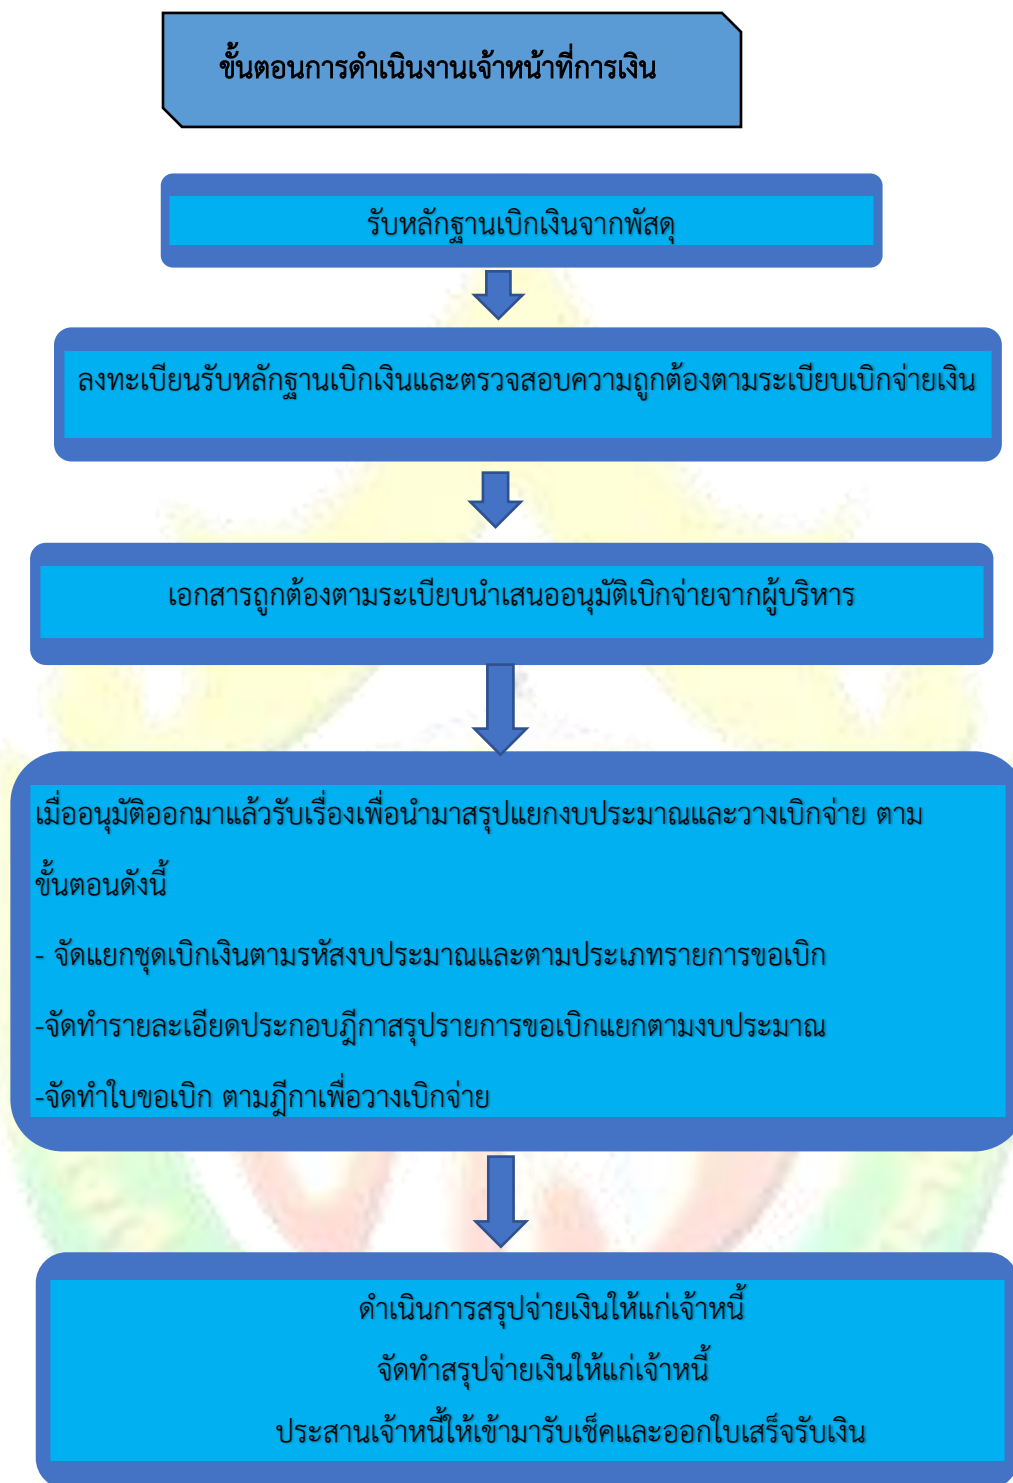 ขั้นตอนการดำเนินงานเจ้าหน้าที่การเงิน
รับหลักฐานเบิกเงินจากพัสดุ
ลงทะเบียนรับหลักฐานเบิกเงินและตรวจสอบความถูกต้องตามระเบียบเบิกจ่ายเงิน
เอกสารถูกต้องตามระเบียบนำเสนออนุมัติเบิกจ่ายจากผู้บริหาร
เมื่ออนุมัติออกมาแล้วรับเรื่องเพื่อนำมาสรุปแยกงบประมาณและวางเบิกจ่าย ตาม
ขั้นตอนดังนี้
- จัดแยกชุดเบิกเงินตามรหัสงบประมาณและตามประเภทรายการขอเบิก
-จัดทำรายละเอียดประกอบฎีกาสรุปรายการขอเบิกแยกตามงบประมาณ
-จัดทำใบขอเบิก ตามฎีกาเพื่อวางเบิกจ่าย
ดำเนินการสรุปจ่ายเงินให้แก่เจ้าหนี้
จัดทำสรุปจ่ายเงินให้แก่เจ้าหนี้
ประสานเจ้าหนี้ให้เข้ามารับเช็คและออกใบเสร็จรับเงิน